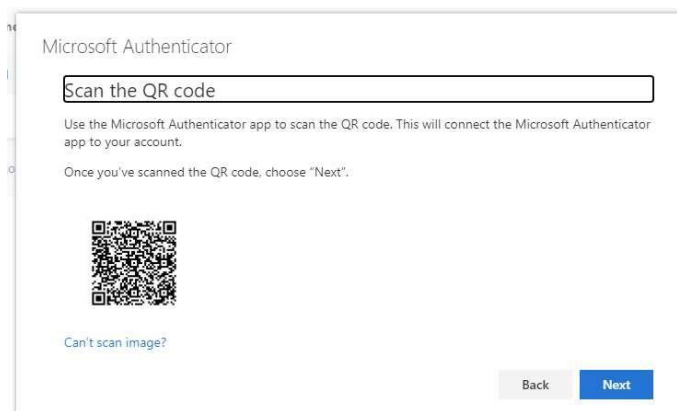 Microsoft Authenticator
Scan the QR code
Use the Microsoft Authenticator app to scan the QR code. This will connect the Microsoft Authenticator
app to your account.
Once you've scanned the QR code, choose "Next".
Can't scan image?
Back Next